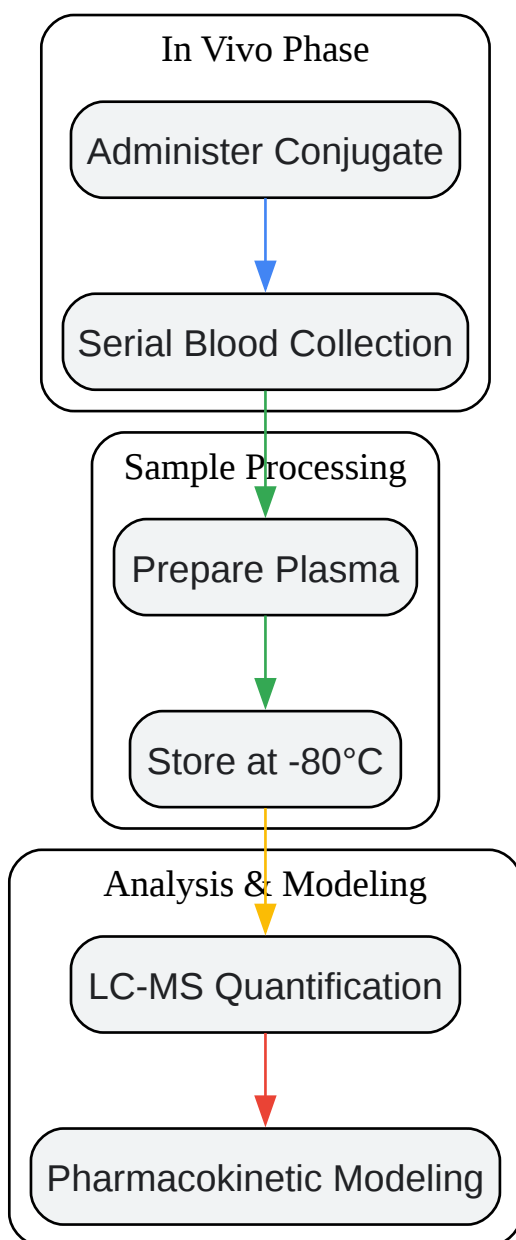 In Vivo Phase
Administer Conjugate
Serial Blood Collection
Sample Processing
Prepare Plasma
Store at -80°C
Analysis & Modeling
LC-MS Quantification
Pharmacokinetic Modeling